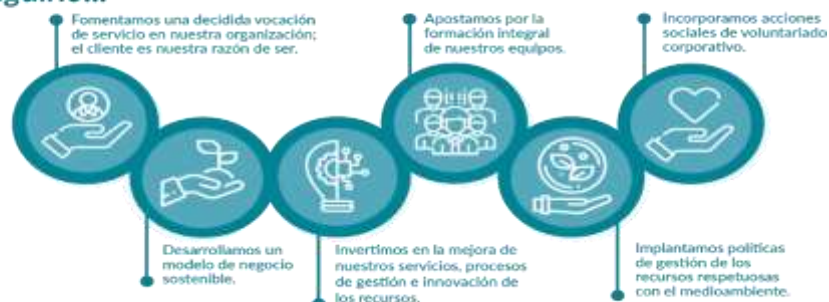 Fomentamos una decidida vocación
de servicio en nuestra organización;
el cliente es nuestra razón de ser.
Desarrollamos un
modelo de negocio
sostenible.
Invertimos en la mejora de
nuestros servicios, procesos
de gestión e innovación de
los recursos.
Apostamos por la
formación integral
de nuestros equipos.
Implantamos políticas
de gestión de los
recursos respetuosas
con el medioambiente.
Incorporamos acciones
sociales de voluntariado
corporativo.